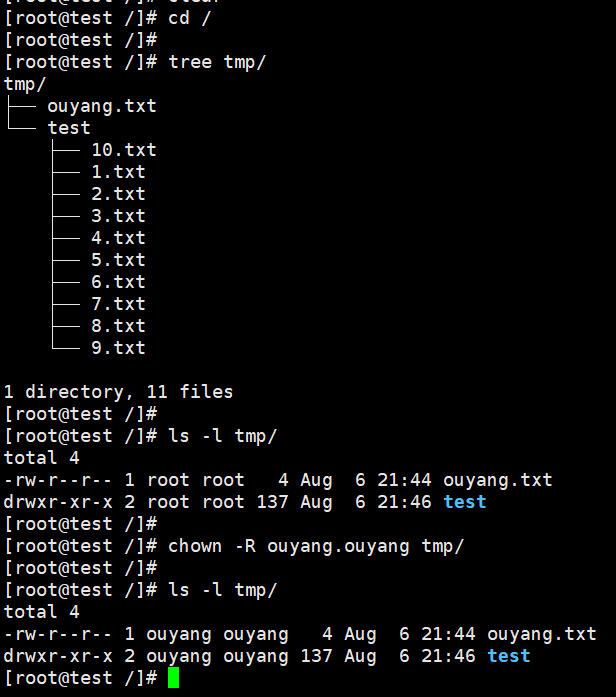 [root@test /]# cd /
[root@test /]#
[root@test /]# tree tmp/
tmp/
├── ouyang.txt
└── test
    ├── 10.txt
    ├── 1.txt
    ├── 2.txt
    ├── 3.txt
    ├── 4.txt
    ├── 5.txt
    ├── 6.txt
    ├── 7.txt
    ├── 8.txt
    └── 9.txt

1 directory, 11 files
[root@test /]#
[root@test /]# ls -l tmp/
total 4
-rw-r--r-- 1 root root   4 Aug  6 21:44 ouyang.txt
drwxr-xr-x 2 root root 137 Aug  6 21:46 test
[root@test /]#
[root@test /]# chown -R ouyang.ouyang tmp/
[root@test /]#
[root@test /]# ls -l tmp/
total 4
-rw-r--r-- 1 ouyang ouyang   4 Aug  6 21:44 ouyang.txt
drwxr-xr-x 2 ouyang ouyang 137 Aug  6 21:46 test
[root@test /]#